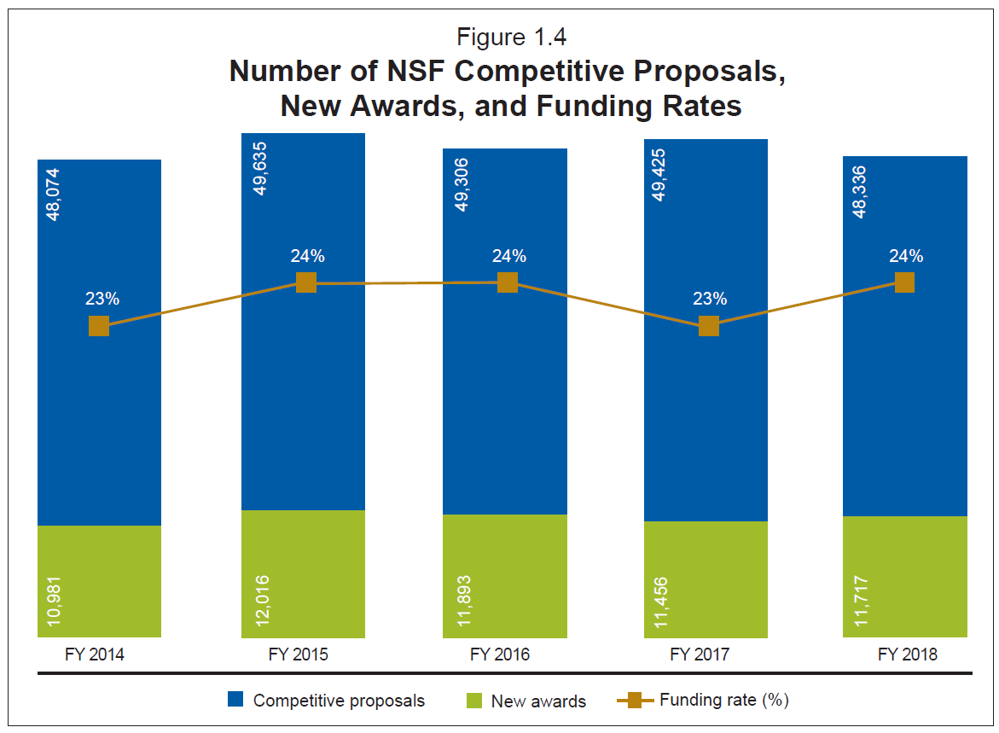 Figure 1.4
Number of NSF Competitive Proposals,
New Awards, and Funding Rates
48,074
49,635
49,306
49,425
48,336
23%
24%
24%
23%
24%
10,981
12,016
11,893
11,456
11,717
FY 2014
FY 2015
FY 2016
FY 2017
FY 2018
Competitive proposals
New awards
Funding rate (%)